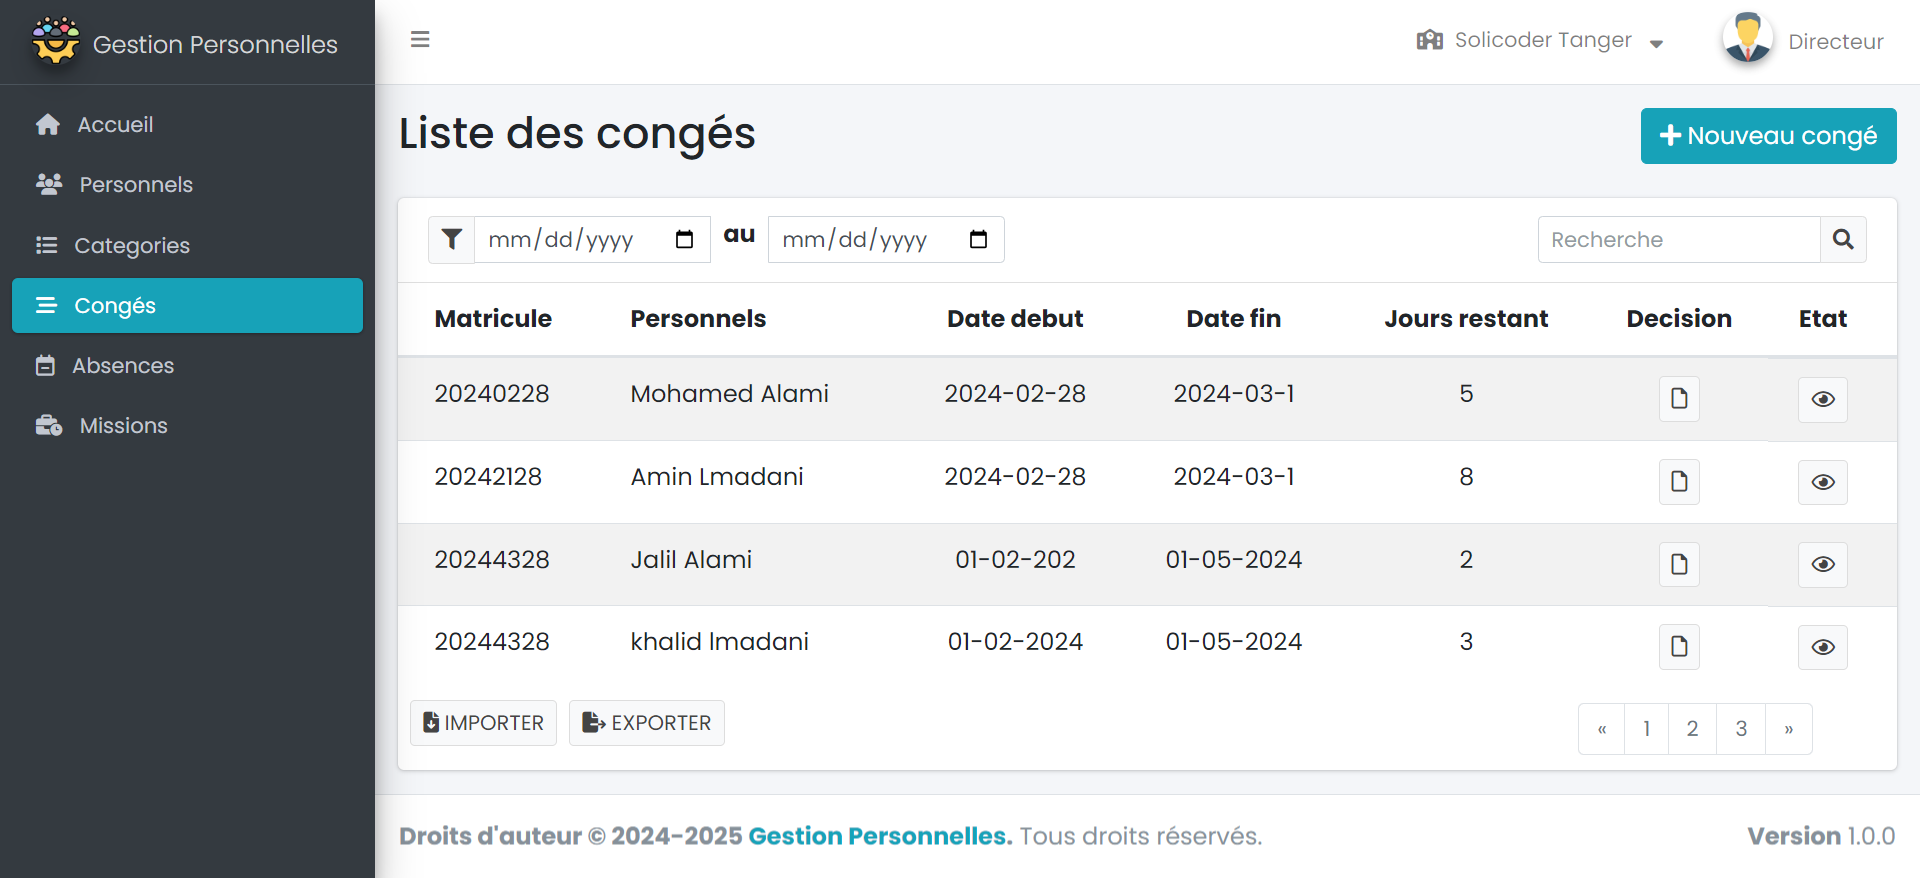 Gestion Personnelles
Solicoder Tanger
Directeur
Accueil
Personnels
Categories
Congés
Absences
Missions
Liste des congés
Nouveau congé
mm/dd/yyyy au mm/dd/yyyy
Recherche
Matricule Personnels Date debut Date fin Jours restant Decision Etat
20240228 Mohamed Alami 2024-02-28 2024-03-1 5
20242128 Amin Lmadani 2024-02-28 2024-03-1 8
20244328 Jalil Alami 01-02-202 01-05-2024 2
20244328 khalid lmadani 01-02-2024 01-05-2024 3
IMPORTER EXPORTER
« 1 2 3 »
Droits d'auteur © 2024-2025 Gestion Personnelles. Tous droits réservés.
Version 1.0.0